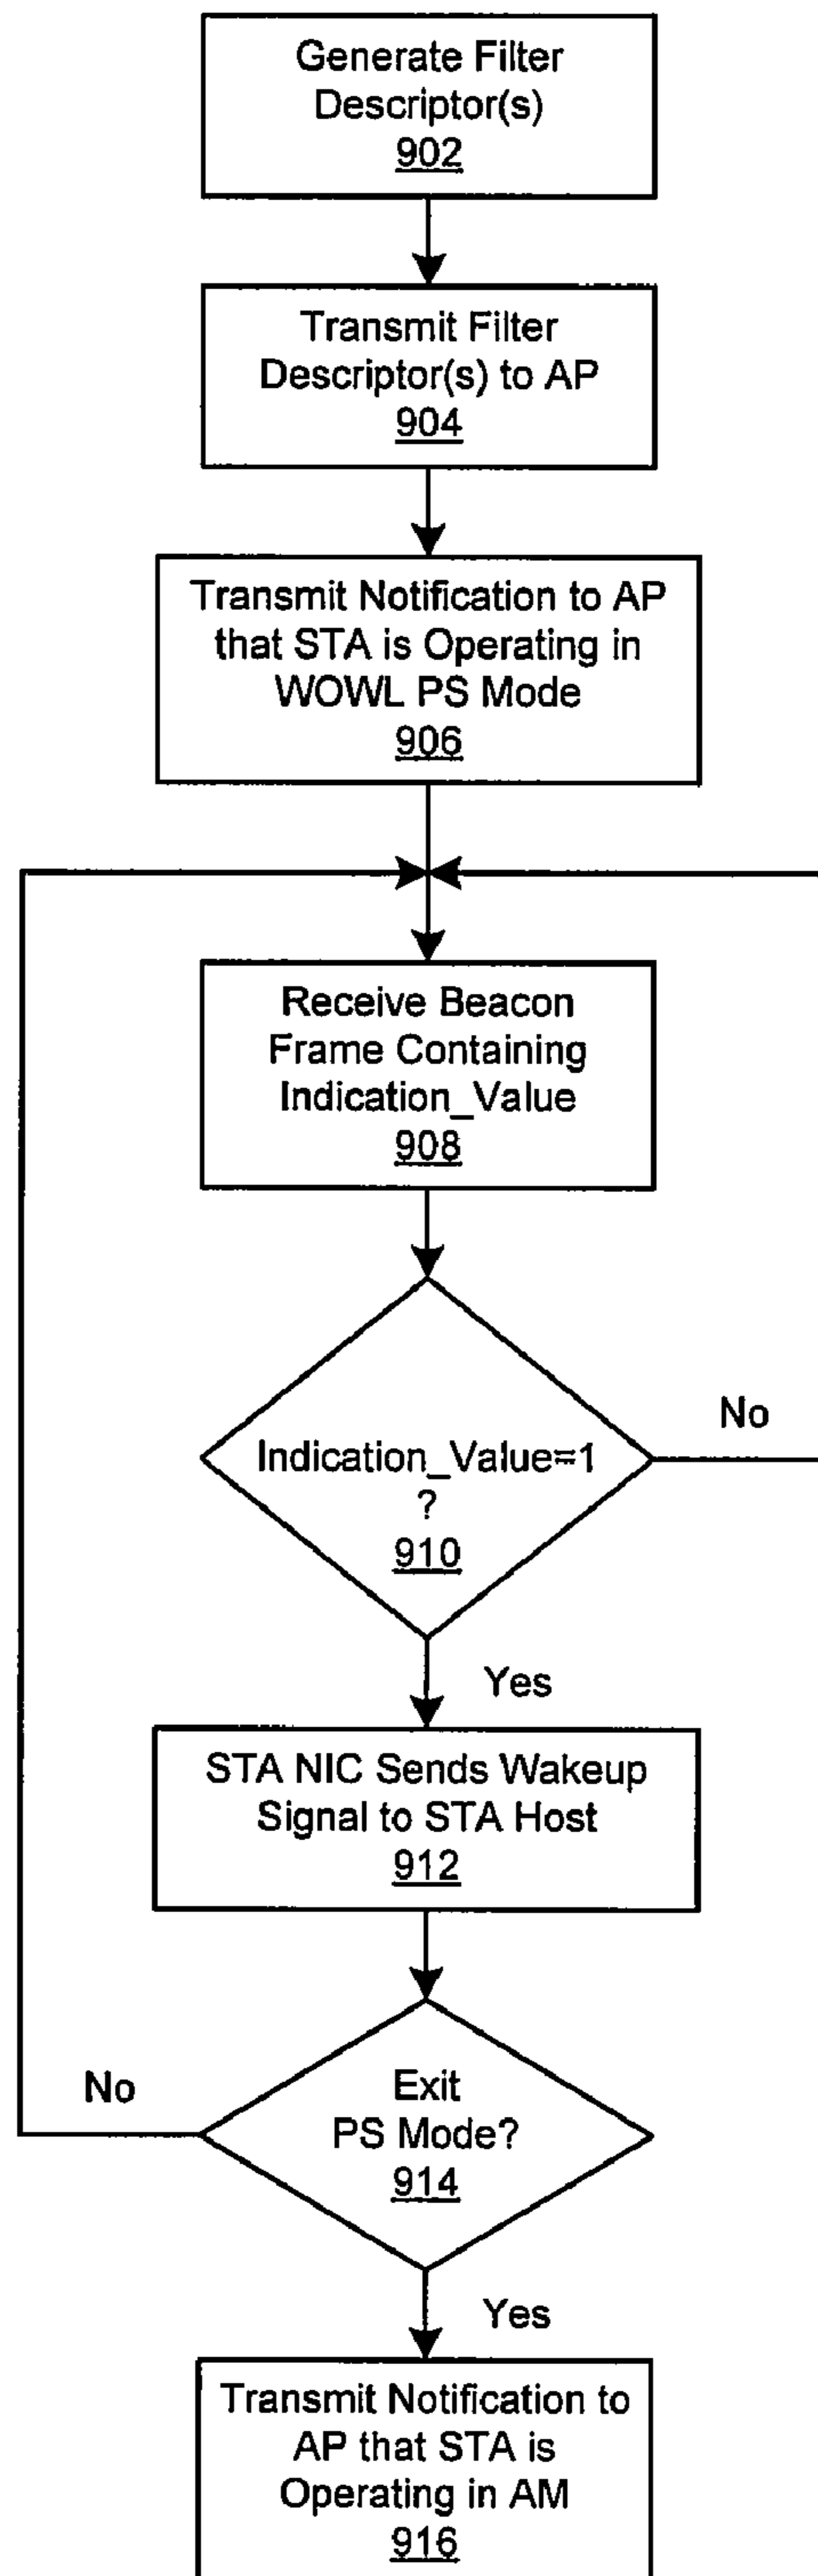 Generate Filter
Descriptor(s)
902
Transmit Filter
Descriptor(s) to AP
904
Transmit Notification to AP
that STA is Operating in
WOWL PS Mode
906
Receive Beacon
Frame Containing
Indication_Value
908
Indication_Value=1
?
910
No
Yes
STA NIC Sends Wakeup
Signal to STA Host
912
Exit
PS Mode?
914
No
Yes
Transmit Notification to
AP that STA is
Operating in AM
916